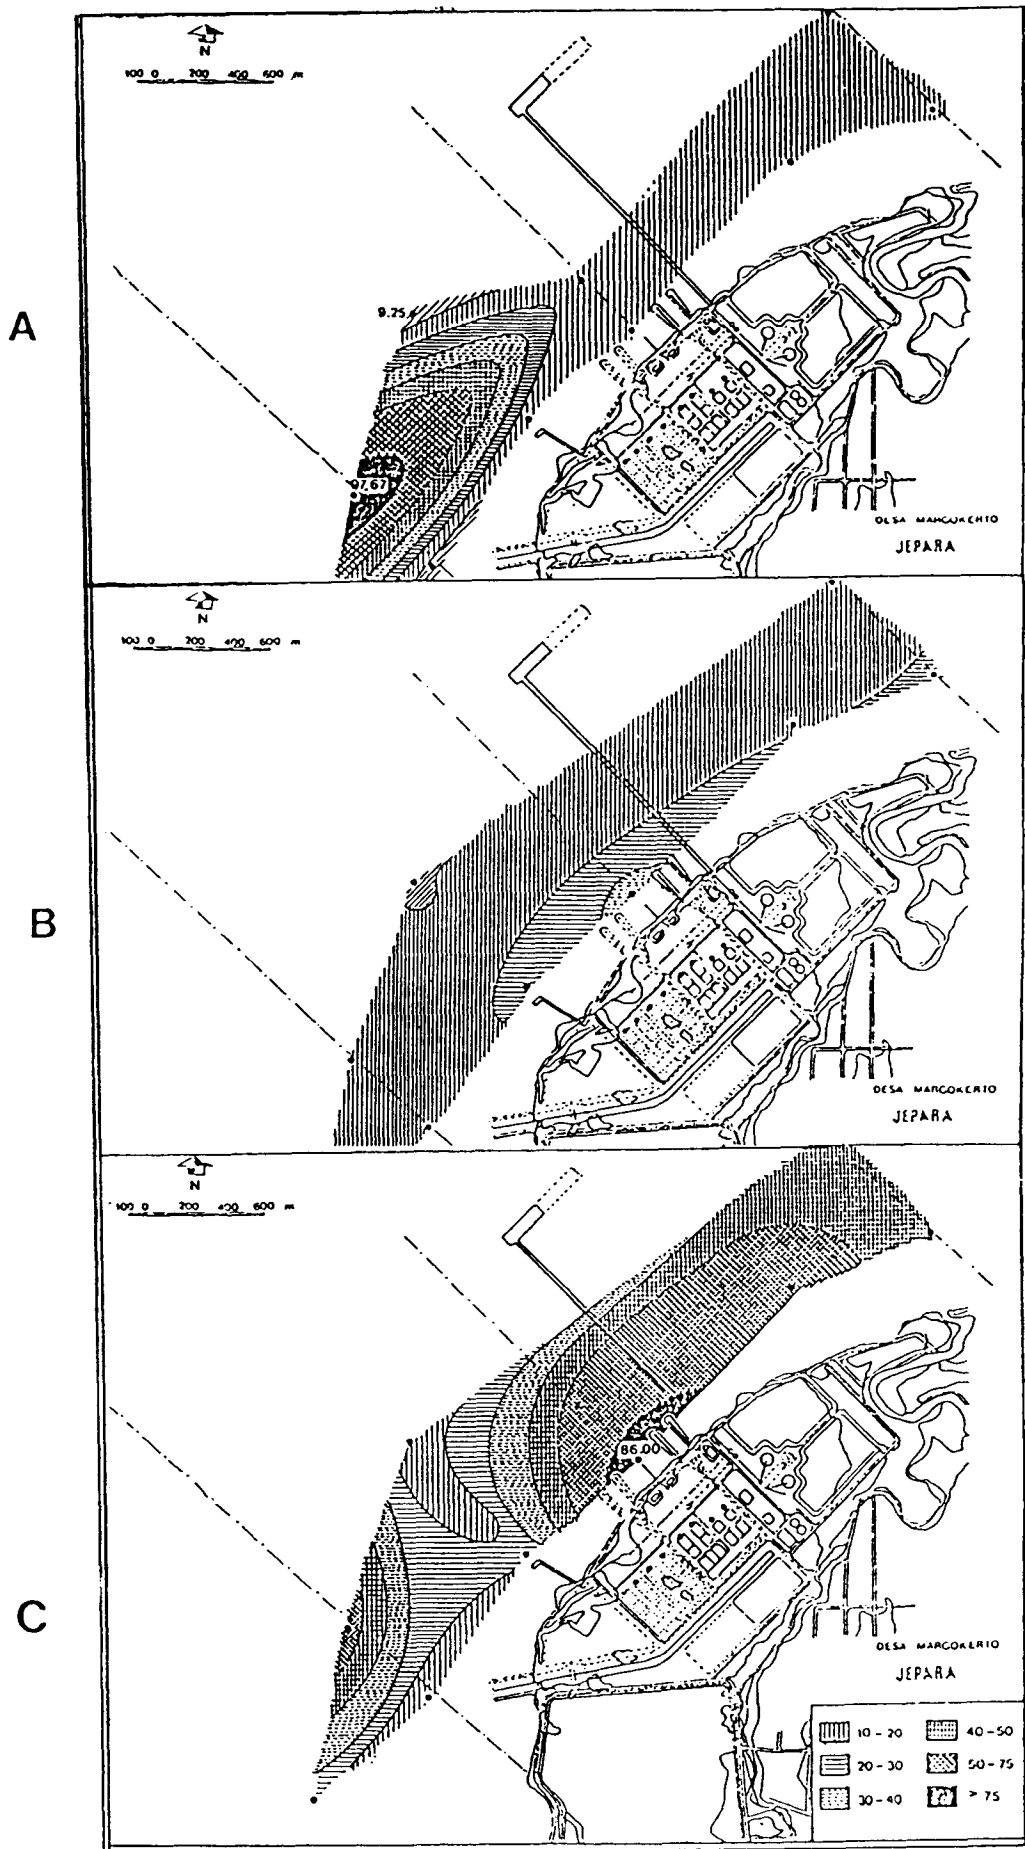 A
N
100 0 200 400 600 m
9.25
97.67
DESA MARGOKERTO
JEPARA
B
N
100 0 200 400 600 m
DESA MARGOKERTO
JEPARA
C
N
100 0 200 400 600 m
86.00
DESA MARGOKERTO
JEPARA
10 - 20 40 - 50
20 - 30 50 - 75
30 - 40 > 75